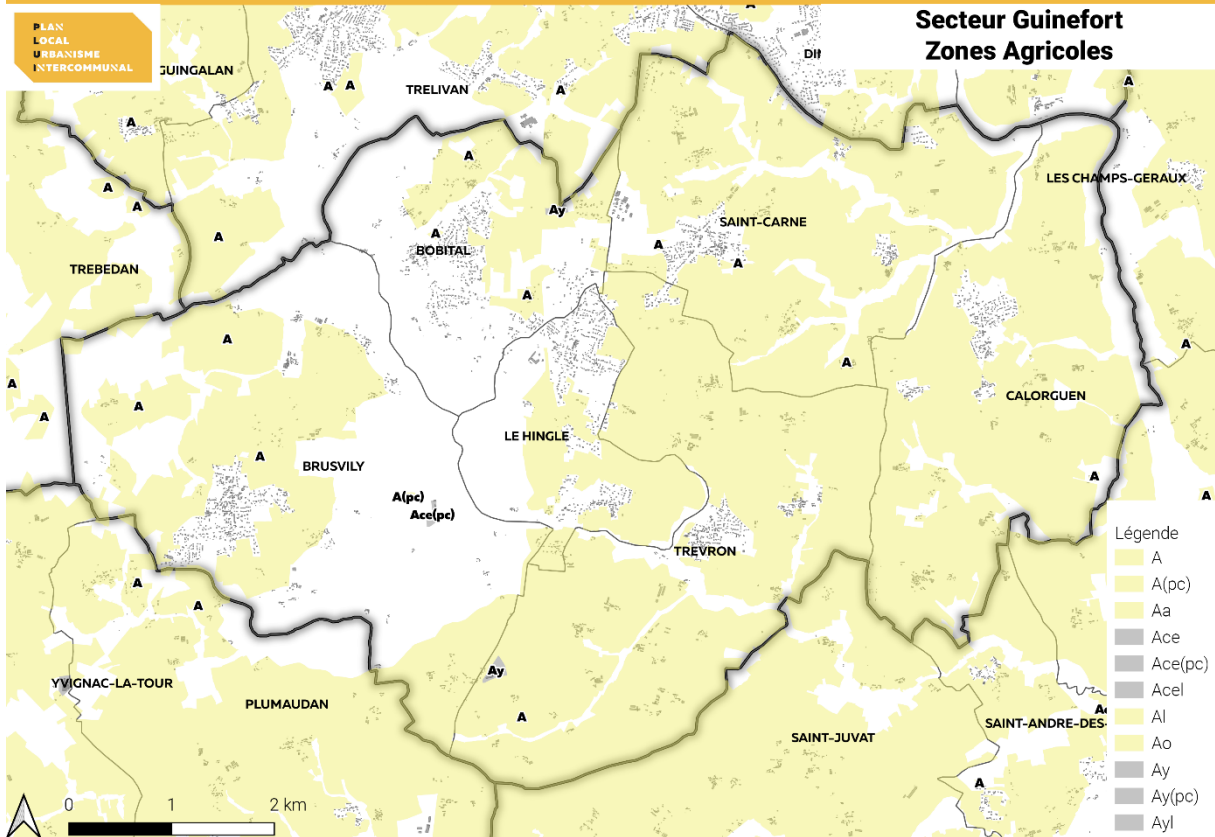 PLAN
LOCAL
URBANISME
INTERCOMMUNAL
Secteur Guinefort
Zones Agricoles
A
DIN
GUINGALAN
A
A
A
TRELIVAN
A
A
A
A
LES CHAMPS-GERAUX
A
A
Ay
SAINT-CARNE
A
A
BOBITAL
A
A
TREBEDAN
A
A
A
A
A
A
CALORGUEN
A
A
LE HINGLE
A
BRUSVILY
A
A(pc)
Ace(pc)
A
TREVRON
A
A
Ay
YVIGNAC-LA-TOUR
PLUMAUDAN
A
SAINT-JUVAT
SAINT-ANDRE-DES-
A
Légende
A
A(pc)
Aa
Ace
Ace(pc)
Acel
Al
Ao
Ay
Ay(pc)
Ayl
0 1 2 km